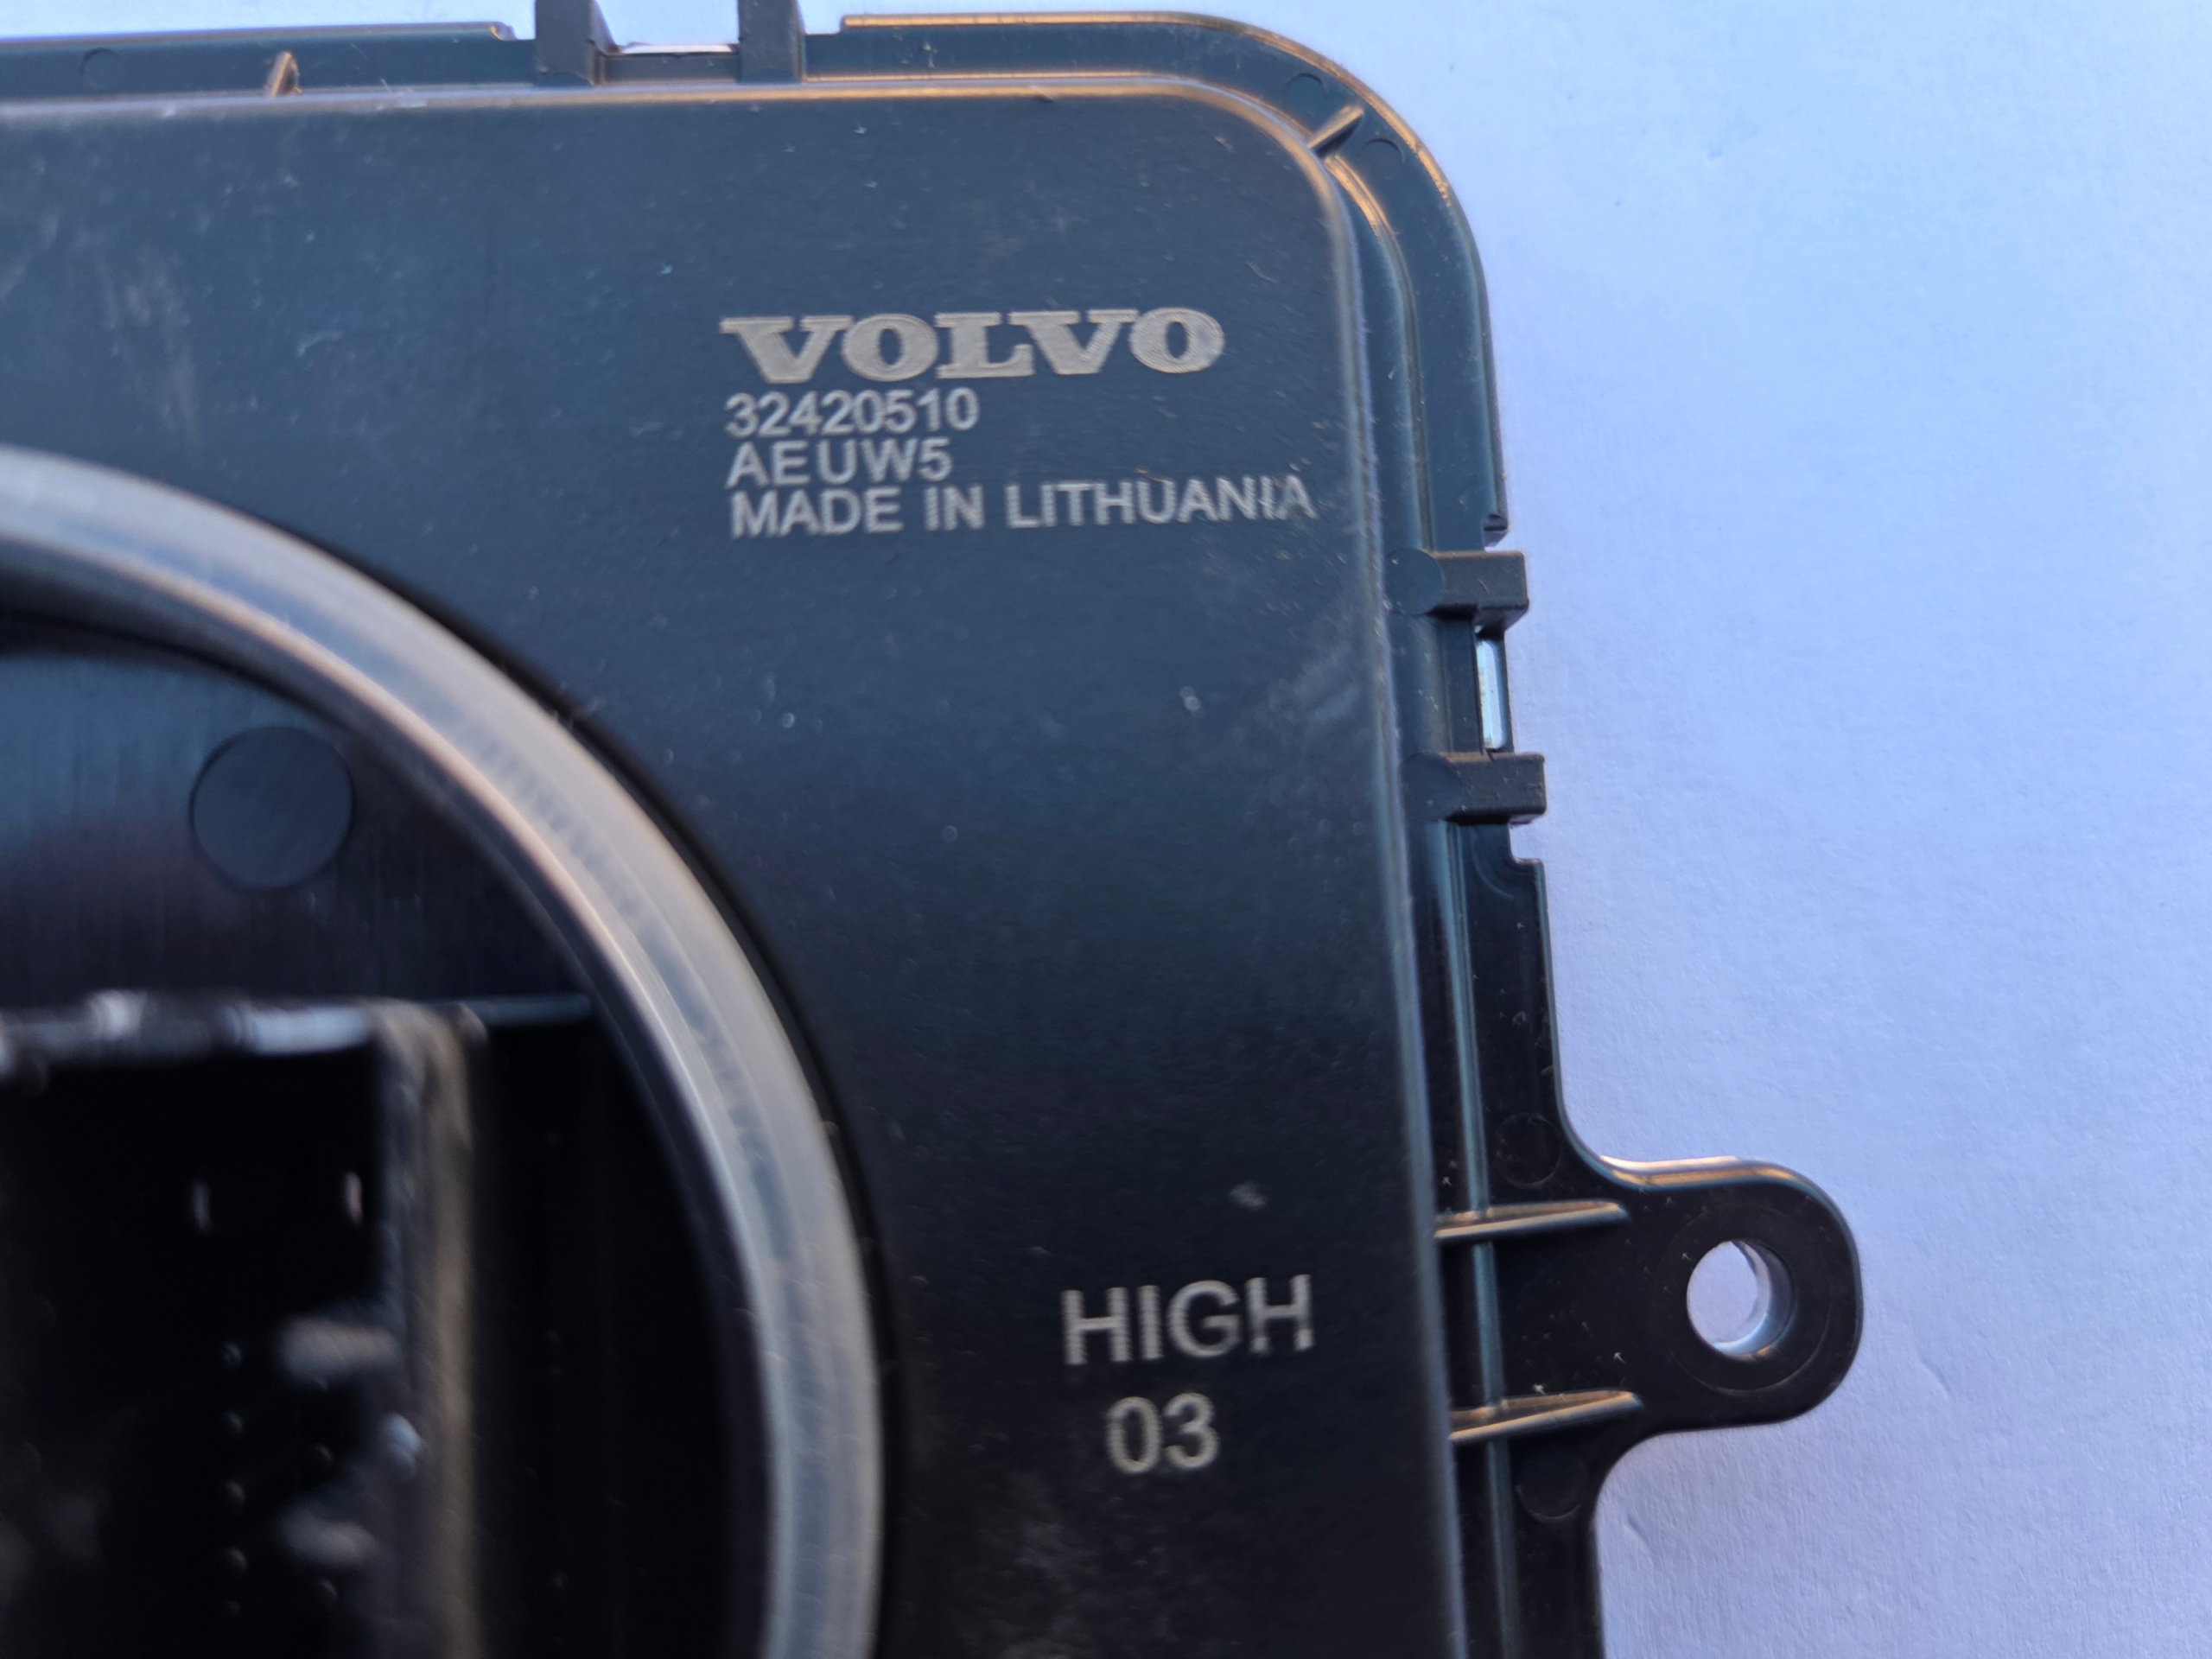 VOLVO
32420510
AEUW5
MADE IN LITHUANIA
HIGH
03